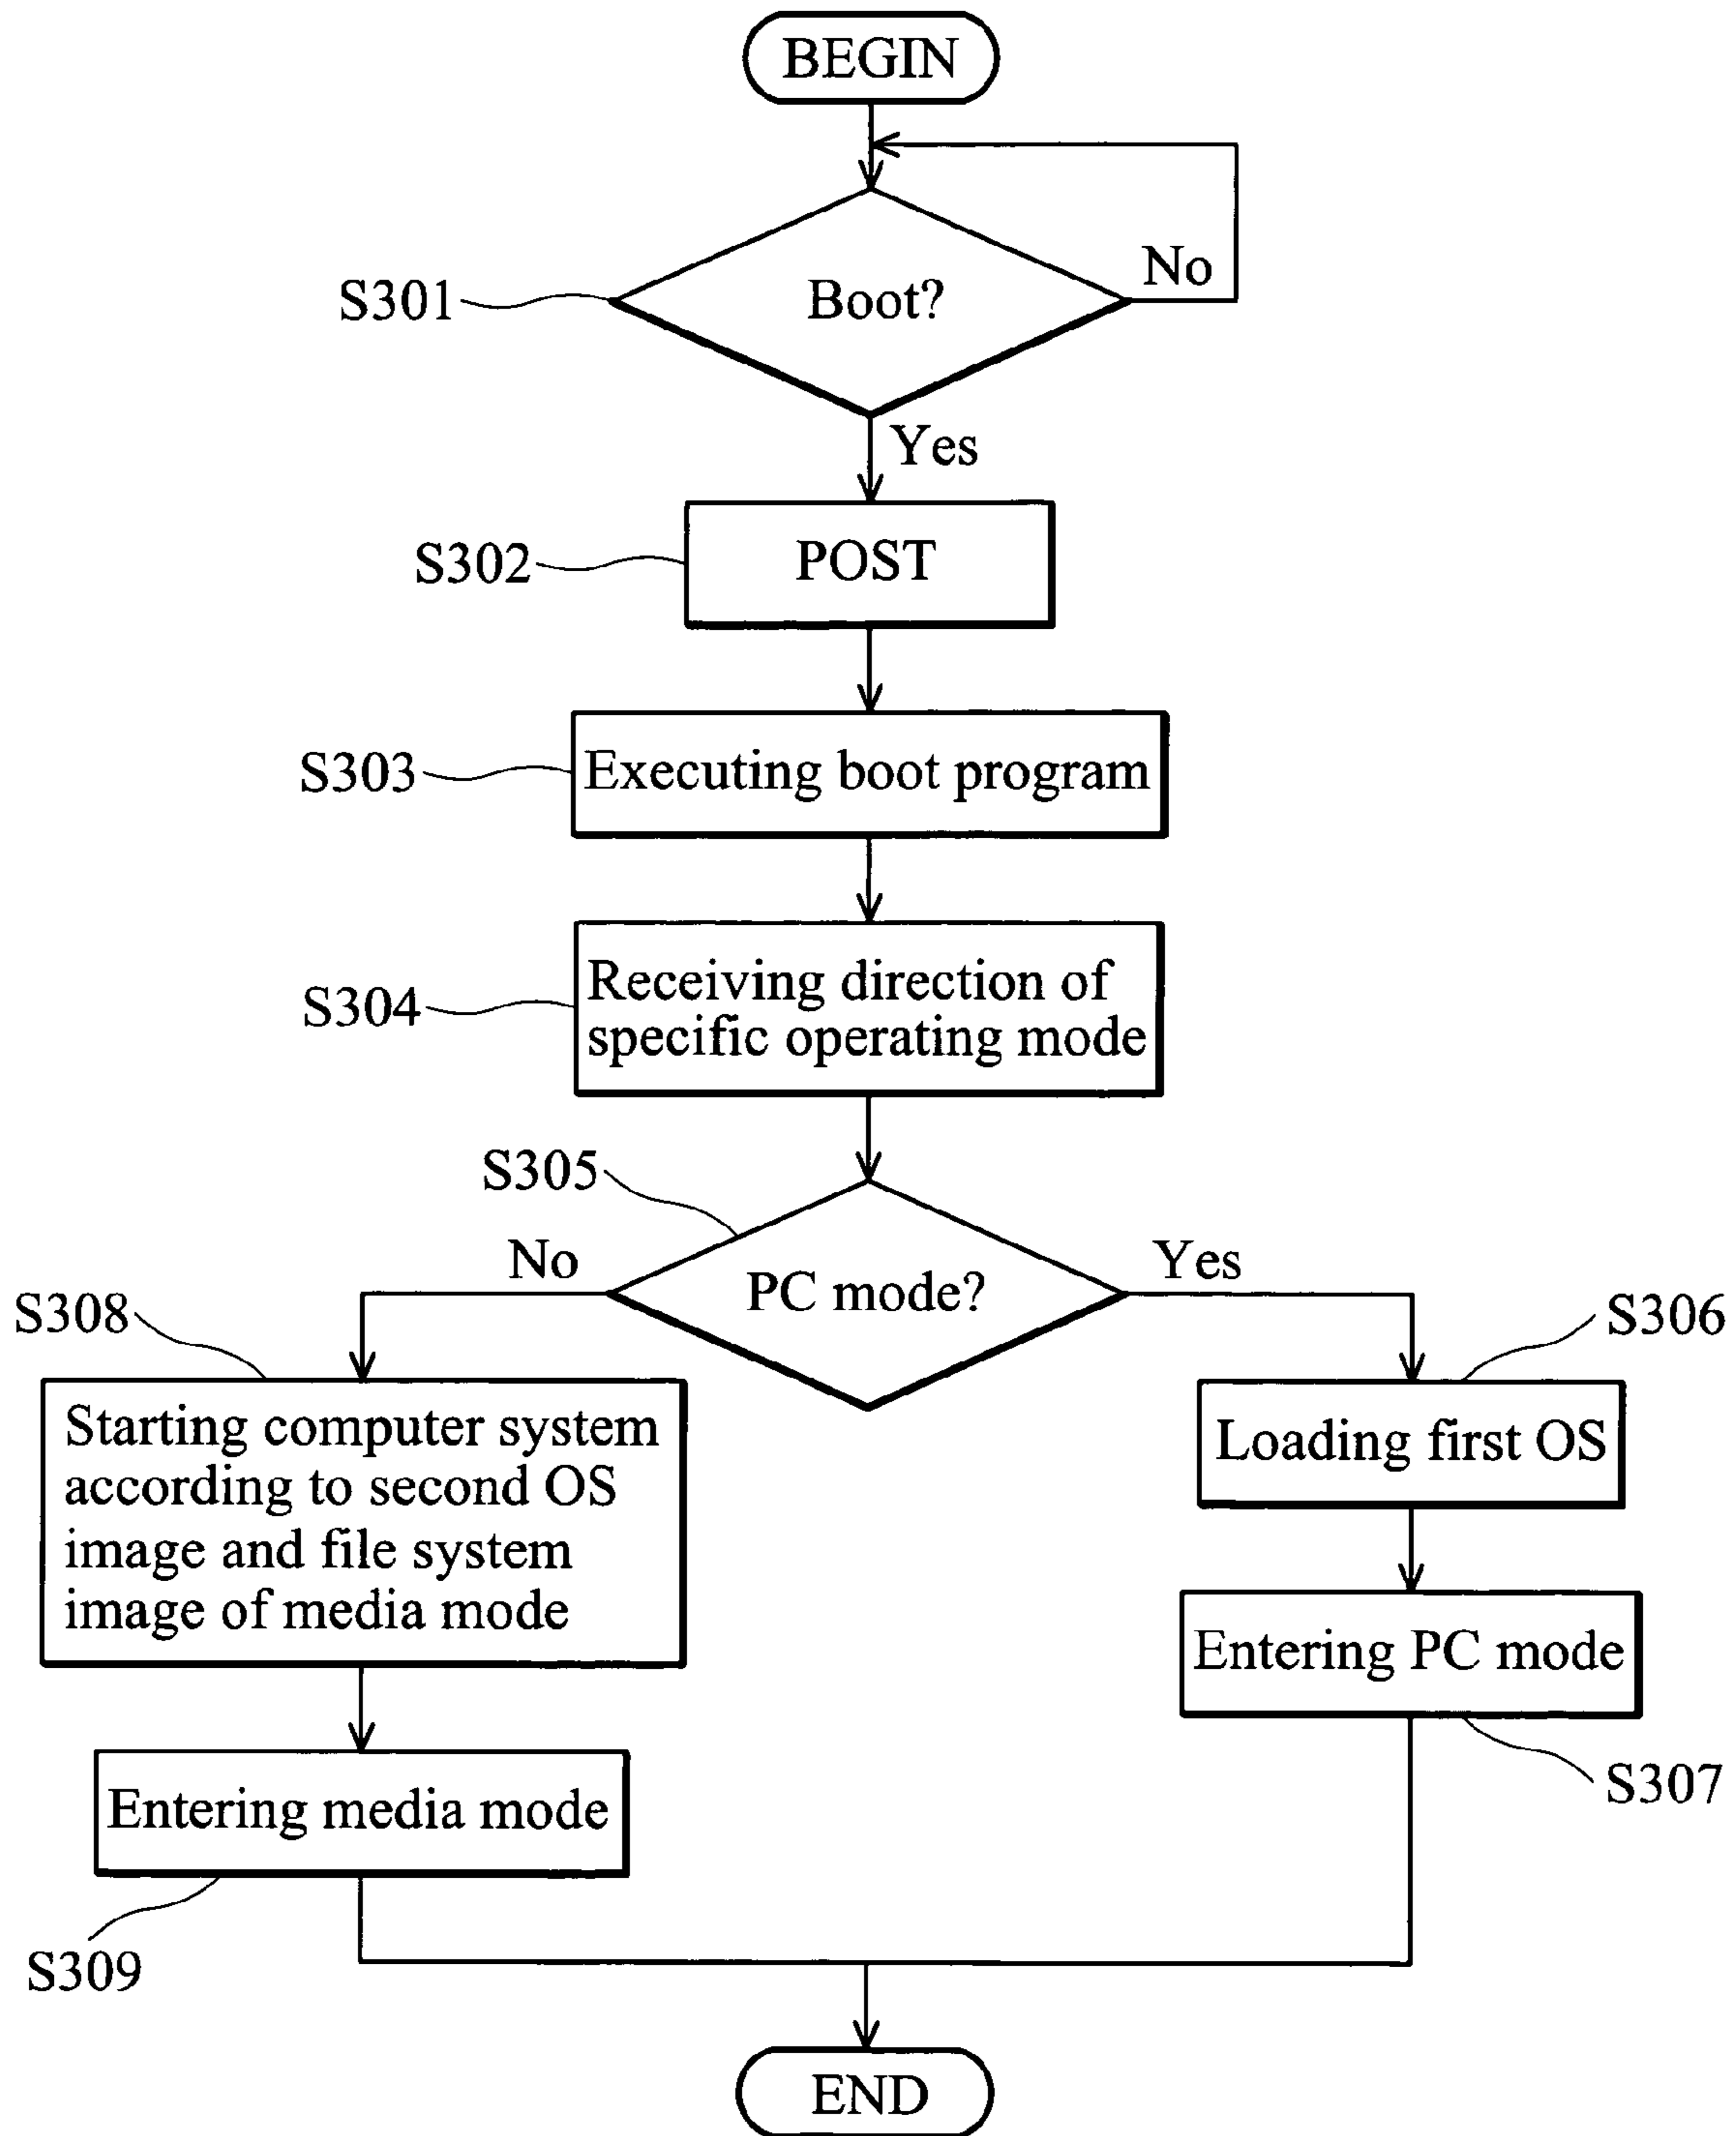 BEGIN
S301
Boot?
No
Yes
S302
POST
S303
Executing boot program
S304
Receiving direction of
specific operating mode
S305
No
PC mode?
Yes
S308
S306
Starting computer system
according to second OS
image and file system
image of media mode
Loading first OS
Entering PC mode
S307
Entering media mode
S309
END